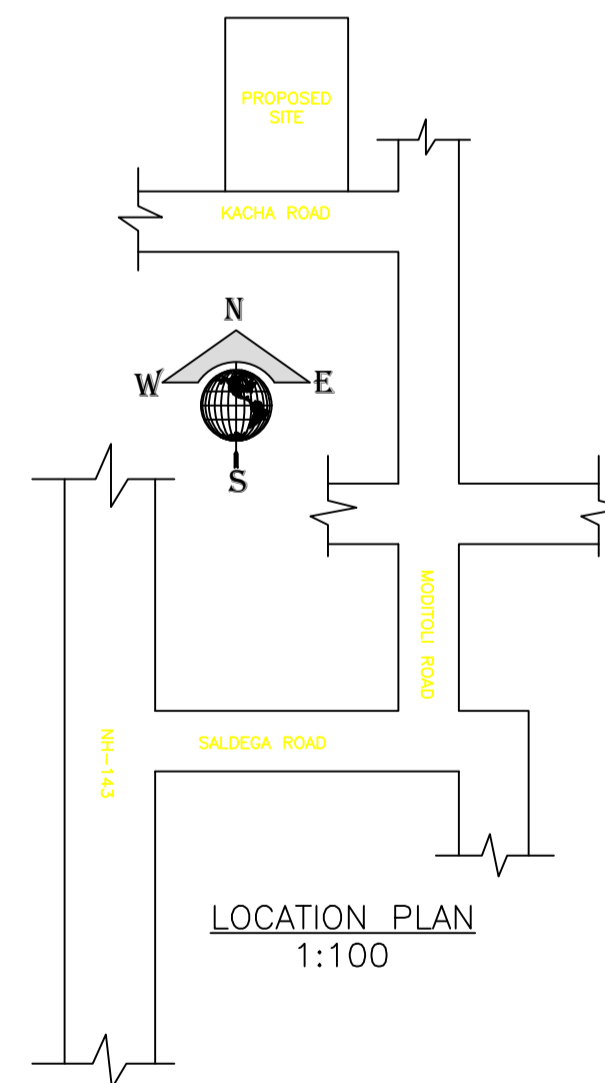 PROPOSED
SITE
KACHA ROAD
N
W
E
S
MODITOLI ROAD
SALDEGA ROAD
NH-143
LOCATION PLAN
1:100